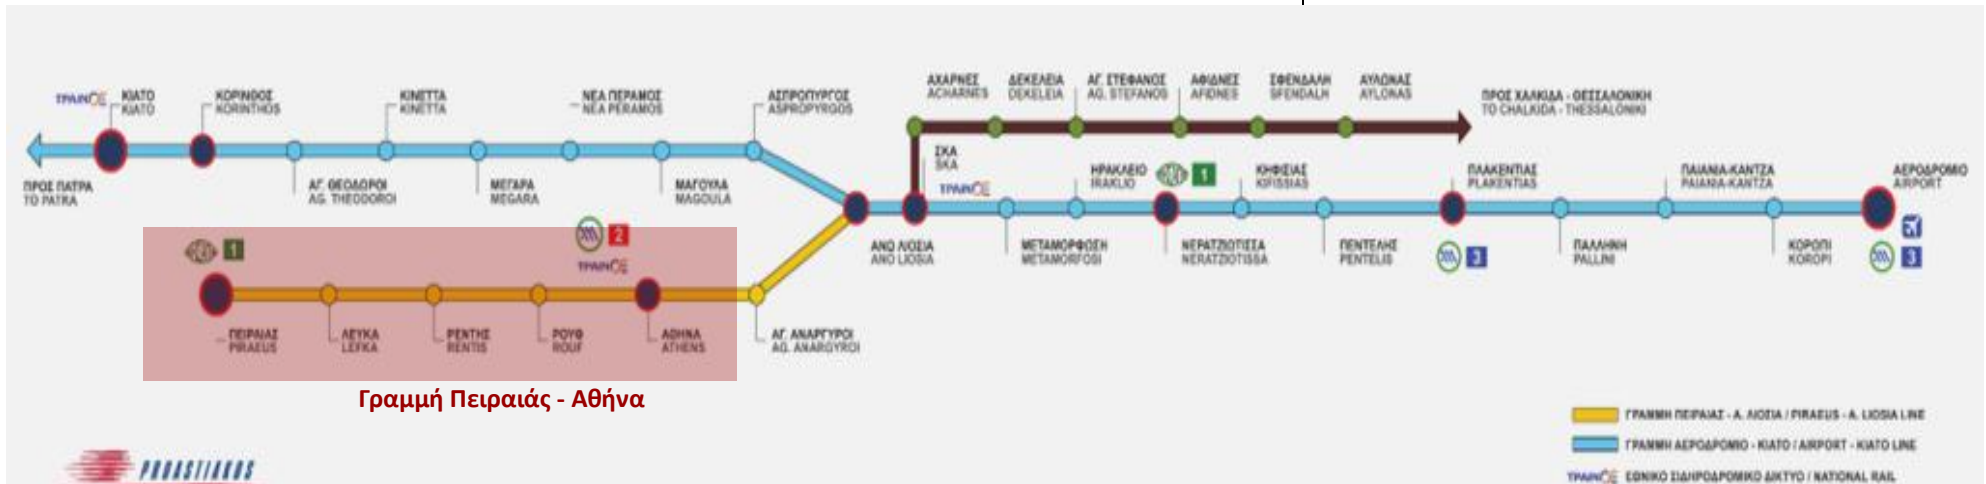 ΤΡΑΙΝΟΣΕ
ΚΙΑΤΟ
KIATO
ΚΟΡΙΝΘΟΣ
KORINTHOS
ΚΙΝΕΤΤΑ
KINETTA
ΝΕΑ ΠΕΡΑΜΟΣ
NEA PERAMOS
ΑΣΠΡΟΠΥΡΓΟΣ
ASPROPYRGOS
ΑΧΑΡΝΕΣ
ACHARNES
ΔΕΚΕΛΕΙΑ
DEKELEIA
ΑΓ. ΣΤΕΦΑΝΟΣ
AG. STEFANOS
ΑΦΙΔΝΕΣ
AFIDNES
ΣΦΕΝΔΑΛΗ
SFENDALH
ΑΥΛΩΝΑΣ
AYLONAS
ΠΡΟΣ ΧΑΛΚΙΔΑ - ΘΕΣΣΑΛΟΝΙΚΗ
TO CHALKIDA - THESSALONIKI
ΠΡΟΣ ΠΑΤΡΑ
TO PATRA
ΑΓ. ΘΕΟΔΩΡΟΙ
AG. THEODOROI
ΜΕΓΑΡΑ
MEGARA
ΜΑΓΟΥΛΑ
MAGOULA
ΣΚΑ
SKA
ΤΡΑΙΝΟΣΕ
ΗΡΑΚΛΕΙΟ
IRAKLIO
1
ΚΗΦΙΣΙΑΣ
KIFISSIAS
ΠΛΑΚΕΝΤΙΑΣ
PLAKENTIAS
ΠΑΙΑΝΙΑ-ΚΑΝΤΖΑ
PAIANIA-KANTZA
ΑΕΡΟΔΡΟΜΙΟ
AIRPORT
ΑΝΩ ΛΙΟΣΙΑ
ANO LIOSIA
ΜΕΤΑΜΟΡΦΩΣΗ
METAMORFOSI
ΝΕΡΑΤΖΙΩΤΙΣΣΑ
NERATZIOTISSA
ΠΕΝΤΕΛΗΣ
PENTELIS
3
ΠΑΛΛΗΝΗ
PALLINI
ΚΟΡΩΠΙ
KOROPI
3
1
2
ΤΡΑΙΝΟΣΕ
ΠΕΙΡΑΙΑΣ
PIRAEUS
ΛΕΥΚΑ
LEFKA
ΡΕΝΤΗΣ
RENTIS
ΡΟΥΦ
ROUF
ΑΘΗΝΑ
ATHENS
ΑΓ. ΑΝΑΡΓΥΡΟΙ
AG. ANARGYROI
Γραμμή Πειραιάς - Αθήνα
ΓΡΑΜΜΗ ΠΕΙΡΑΙΑΣ - Α. ΛΙΟΣΙΑ / PIRAEUS - A. LIOSIA LINE
ΓΡΑΜΜΗ ΑΕΡΟΔΡΟΜΙΟ - ΚΙΑΤΟ / AIRPORT - KIATO LINE
ΤΡΑΙΝΟΣΕ ΕΘΝΙΚΟ ΣΙΔΗΡΟΔΡΟΜΙΚΟ ΔΙΚΤΥΟ / NATIONAL RAIL
PROASTIAKOS